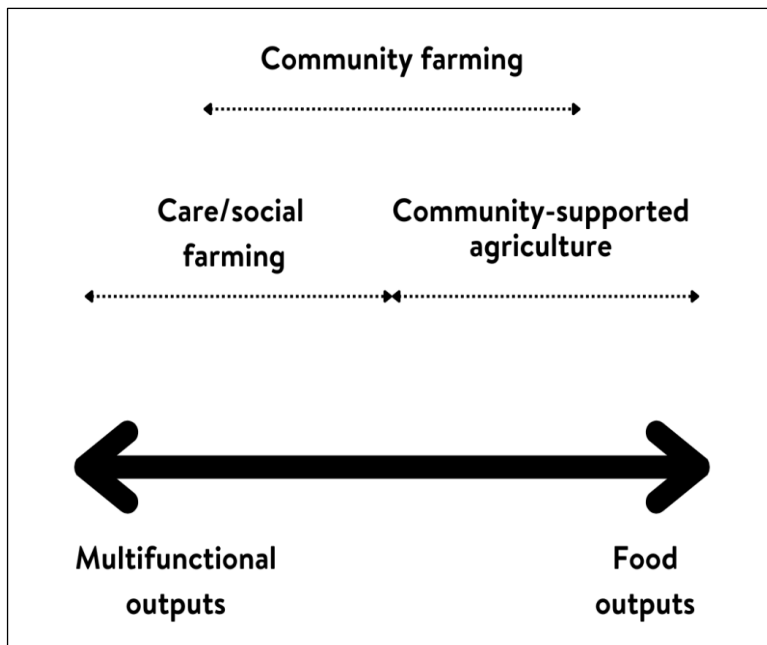 Community farming
Care/social
farming
Community-supported
agriculture
Multifunctional
outputs
Food
outputs